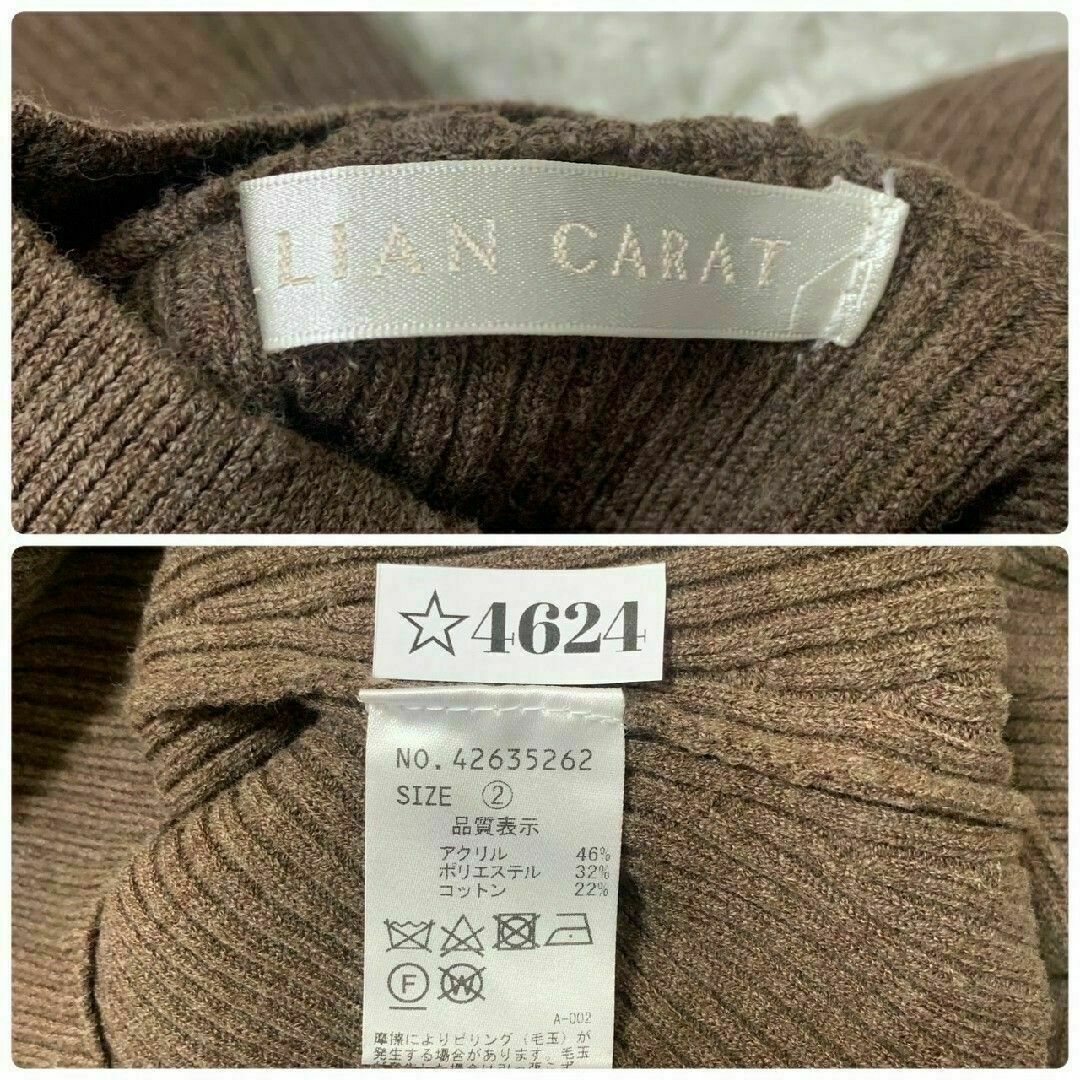 LIAN CARAT
☆4624
NO. 42635262
SIZE ②
品質表示
アクリル 46%
ポリエステル 32%
コットン 22%
F W
A-002
摩擦によりピリング(毛玉)が
発生する場合があります。毛玉